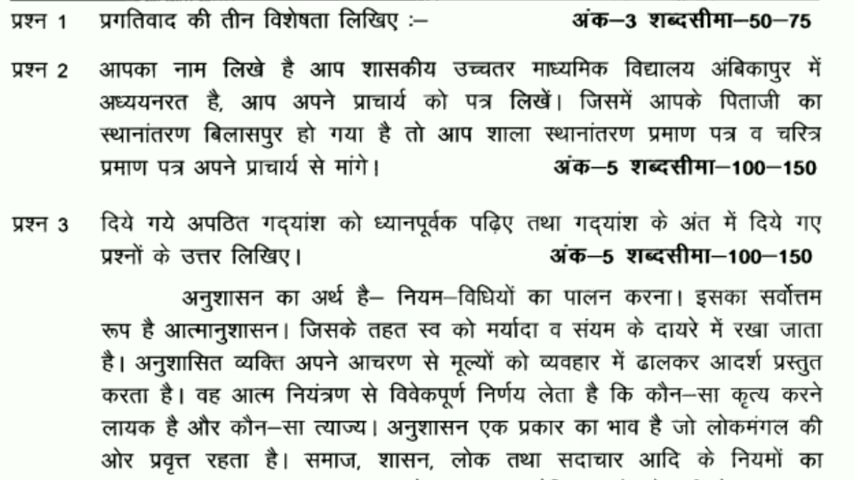 प्रश्न 1 प्रगतिवाद की तीन विशेषता लिखिए :– अंक–3 शब्दसीमा–50–75
प्रश्न 2 आपका नाम लिखे है आप शासकीय उच्चतर माध्यमिक विद्यालय अंबिकापुर में
अध्ययनरत है, आप अपने प्राचार्य को पत्र लिखें। जिसमें आपके पिताजी का
स्थानांतरण बिलासपुर हो गया है तो आप शाला स्थानांतरण प्रमाण पत्र व चरित्र
प्रमाण पत्र अपने प्राचार्य से मांगे। अंक–5 शब्दसीमा–100–150
प्रश्न 3 दिये गये अपठित गद्यांश को ध्यानपूर्वक पढ़िए तथा गद्यांश के अंत में दिये गए
प्रश्नों के उत्तर लिखिए। अंक–5 शब्दसीमा–100–150
अनुशासन का अर्थ है– नियम–विधियों का पालन करना। इसका सर्वोत्तम
रूप है आत्मानुशासन। जिसके तहत स्व को मर्यादा व संयम के दायरे में रखा जाता
है। अनुशासित व्यक्ति अपने आचरण से मूल्यों को व्यवहार में ढालकर आदर्श प्रस्तुत
करता है। वह आत्म नियंत्रण से विवेकपूर्ण निर्णय लेता है कि कौन–सा कृत्य करने
लायक है और कौन–सा त्याज्य। अनुशासन एक प्रकार का भाव है जो लोकमंगल की
ओर प्रवृत्त रहता है। समाज, शासन, लोक तथा सदाचार आदि के नियमों का